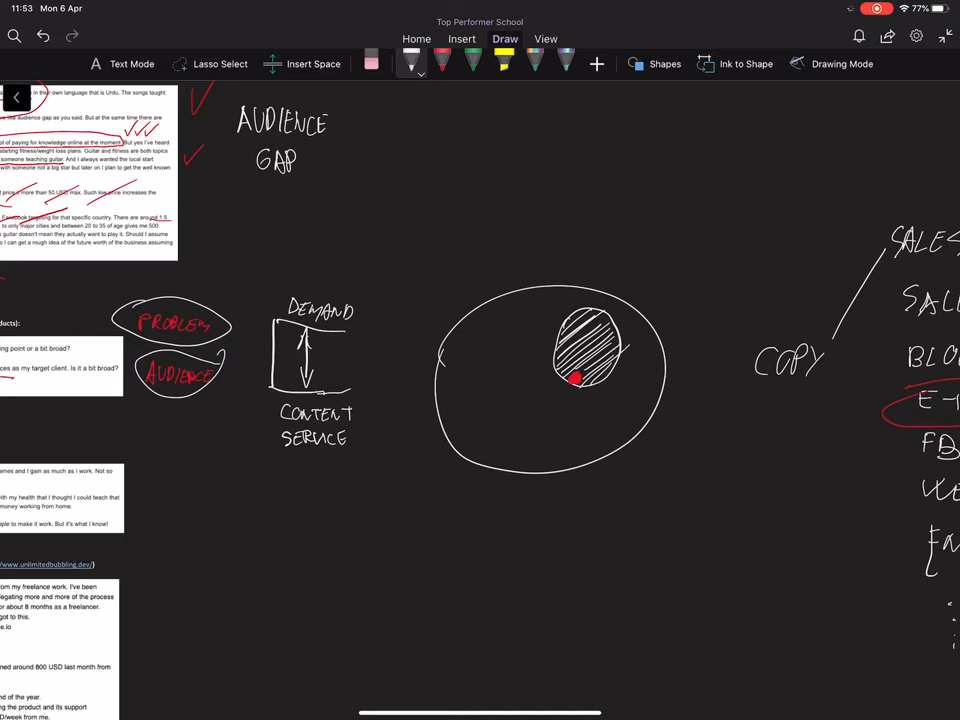 11:53 Mon 6 Apr
77%
Top Performer School
Home Insert Draw View
Text Mode Lasso Select Insert Space Shapes Ink to Shape Drawing Mode
in their own language that is Urdu. The songs taught
like audience gap as you said. But at the same time there are
pt of paying for knowledge online at the moment. But yes I've heard
starting fitness/weight loss plans. Guitar and fitness are both topics
someone teaching guitar. And I always wanted the local start
with someone not a big star but later on I plan to get the well known
price more than 50 USD max. Such low price increases the
Facebook targeting for that specific country. There are around 1.5
to only major cities and between 20 to 35 of age gives me 500
guitar doesn't mean they actually want to play it. Should I assume
o I can get a rough idea of the future worth of the business assuming
AUDIENCE
GAP
oducts):
ing point or a bit broad?
ices as my target client. Is it a bit broad?
PROBLEM
AUDIENCE
DEMAND
CONTENT
SERVICE
COPY
SALES
SAL
BLO
E-
FB
WE
ames and I gain as much as I work. Not so
with my health that I thought I could teach that
money working from home.
ople to make it work. But it's what I know!
/www.unlimitedbubbling.dev/)
rom my freelance work. I've been
legating more and more of the process
or about 8 months as a freelancer.
got to this.
e.io
ned around 800 USD last month from
nd of the year.
ng the product and its support
D/week from me.